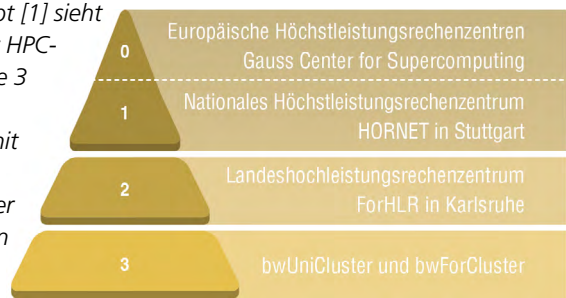 ot [1] sieht
HPC-
e 3
nit
er
n
0
Europäische Höchstleistungsrechenzentren
Gauss Center for Supercomputing
1
Nationales Höchstleistungsrechenzentrum
HORNET in Stuttgart
2
Landeshochleistungsrechenzentrum
ForHLR in Karlsruhe
3
bwUniCluster und bwForCluster